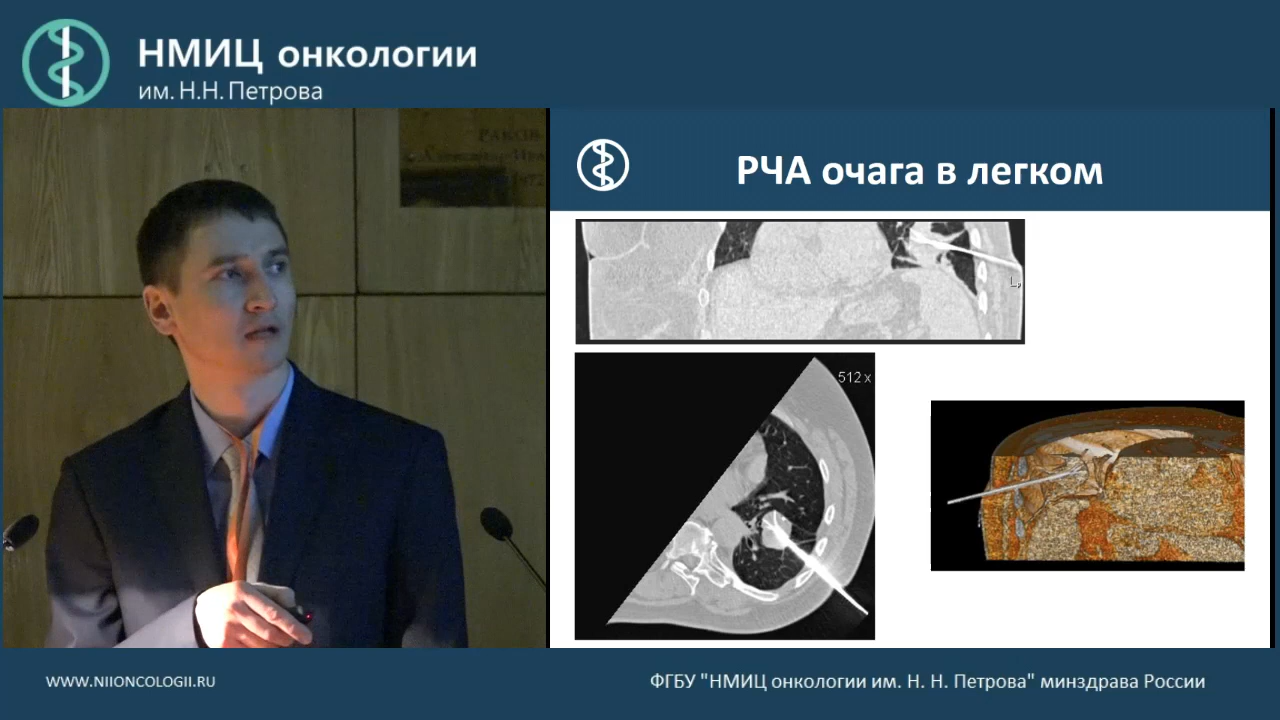 НМИЦ онкологии
им. Н.Н. Петрова
РЧА очага в легком
512 x
WWW.NIIONCOLOGII.RU
ФГБУ "НМИЦ онкологии им. Н. Н. Петрова" минздрава России